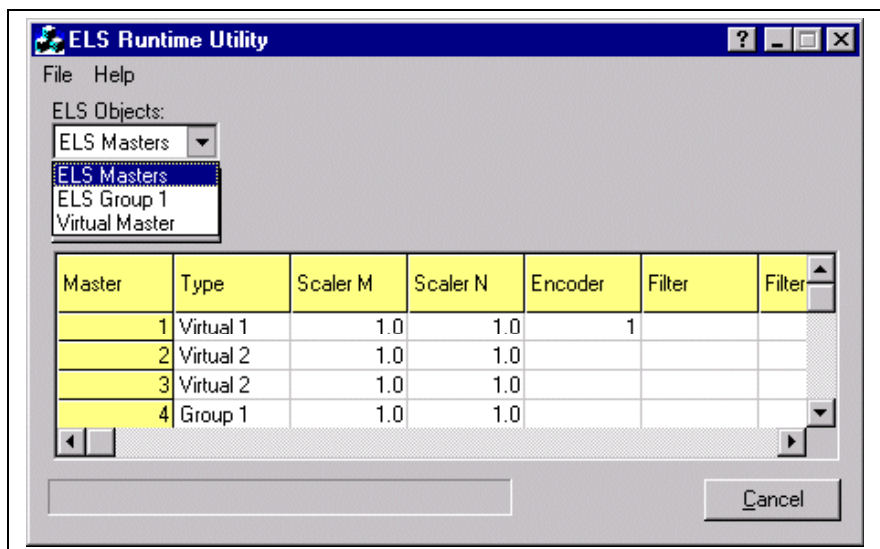 ELS Runtime Utility
File Help
ELS Objects:
ELS Masters
ELS Masters
ELS Group 1
Virtual Master
Master Type Scaler M Scaler N Encoder Filter Filter
1 Virtual 1 1.0 1.0 1
2 Virtual 2 1.0 1.0
3 Virtual 2 1.0 1.0
4 Group 1 1.0 1.0
Cancel